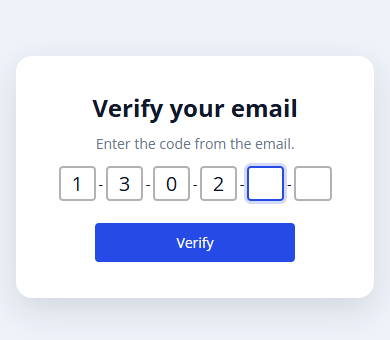 Verify your email
Enter the code from the email.
1-3-0-2- -
Verify